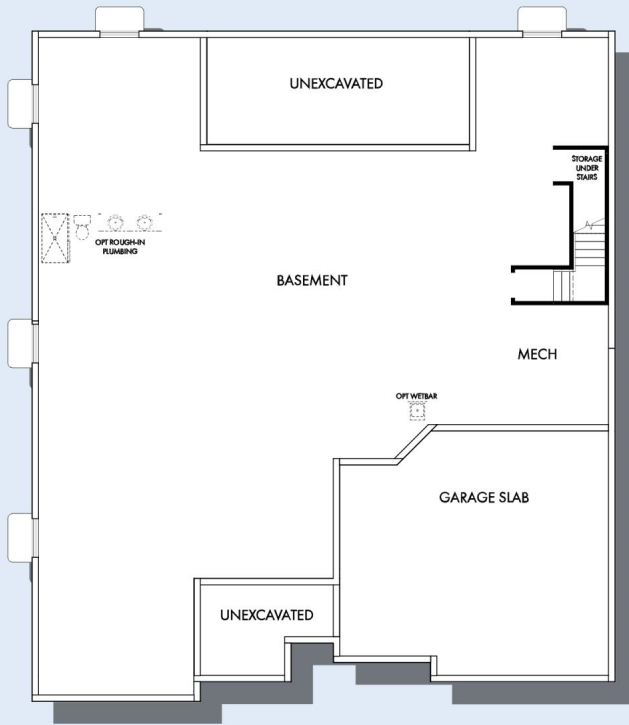 UNEXCAVATED
STORAGE
UNDER
STAIRS
OPT ROUGH-IN
PLUMBING
BASEMENT
MECH
OPT WETBAR
GARAGE SLAB
UNEXCAVATED